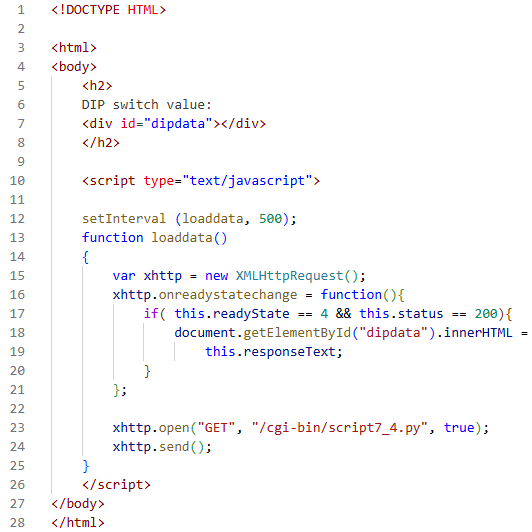 1 <!DOCTYPE HTML>
2
3 <html>
4 <body>
5 <h2>
6 DIP switch value:
7 <div id="dipdata"></div>
8 </h2>
9
10 <script type="text/javascript">
11
12 setInterval (loaddata, 500);
13 function loaddata()
14 {
15 var xhttp = new XMLHttpRequest();
16 xhttp.onreadystatechange = function(){
17 if( this.readyState == 4 && this.status == 200){
18 document.getElementById("dipdata").innerHTML =
19 this.responseText;
20 }
21 };
22
23 xhttp.open("GET", "/cgi-bin/script7_4.py", true);
24 xhttp.send();
25 }
26 </script>
27 </body>
28 </html>